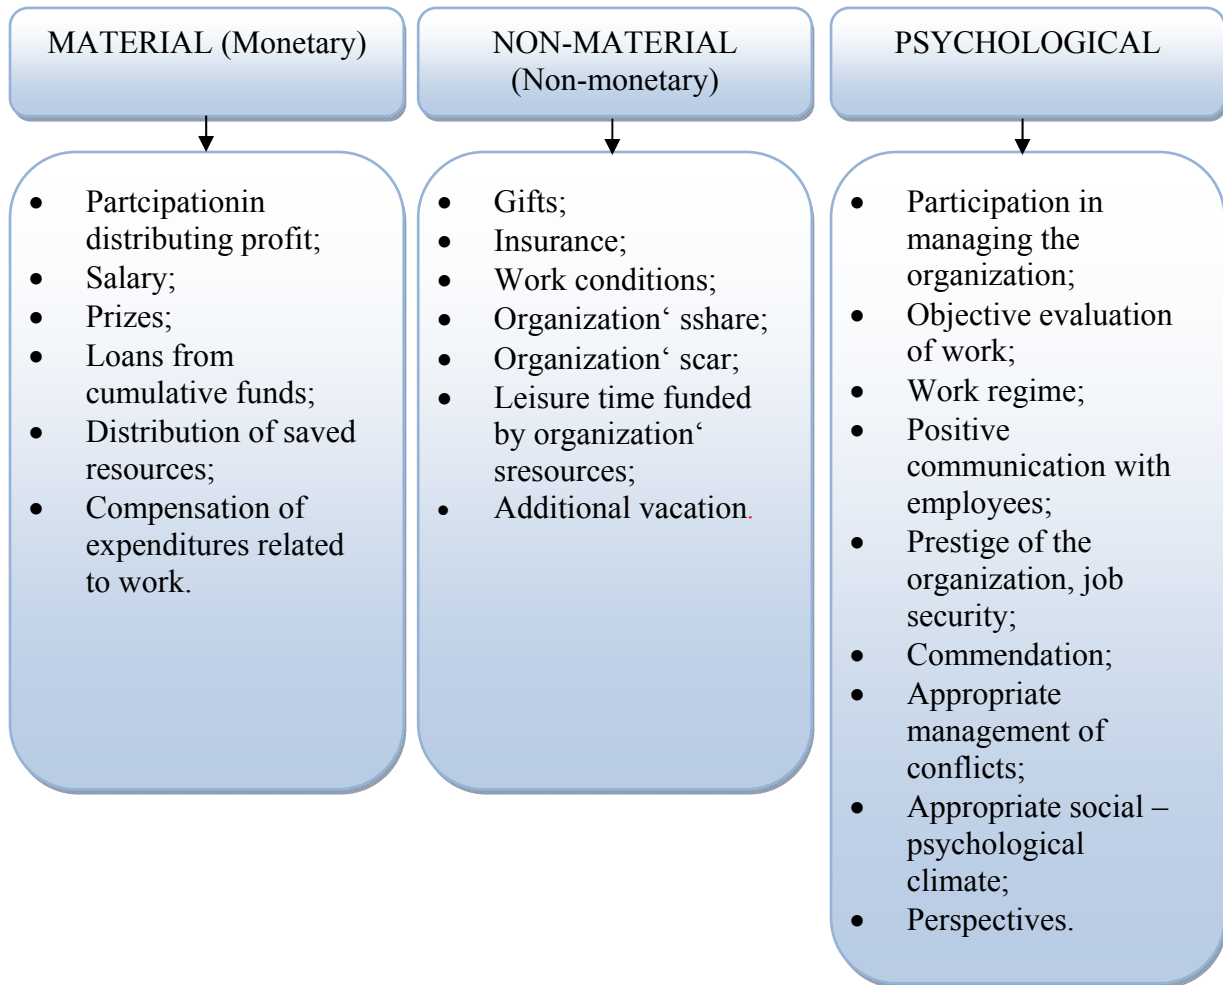 MATERIAL (Monetary)
NON-MATERIAL
(Non-monetary)
PSYCHOLOGICAL
• Partcipationin
distributing profit;
• Salary;
• Prizes;
• Loans from
cumulative funds;
• Distribution of saved
resources;
• Compensation of
expenditures related
to work.
• Gifts;
• Insurance;
• Work conditions;
• Organization‘ sshare;
• Organization‘ scar;
• Leisure time funded
by organization‘
sresources;
• Additional vacation.
• Participation in
managing the
organization;
• Objective evaluation
of work;
• Work regime;
• Positive
communication with
employees;
• Prestige of the
organization, job
security;
• Commendation;
• Appropriate
management of
conflicts;
• Appropriate social –
psychological
climate;
• Perspectives.